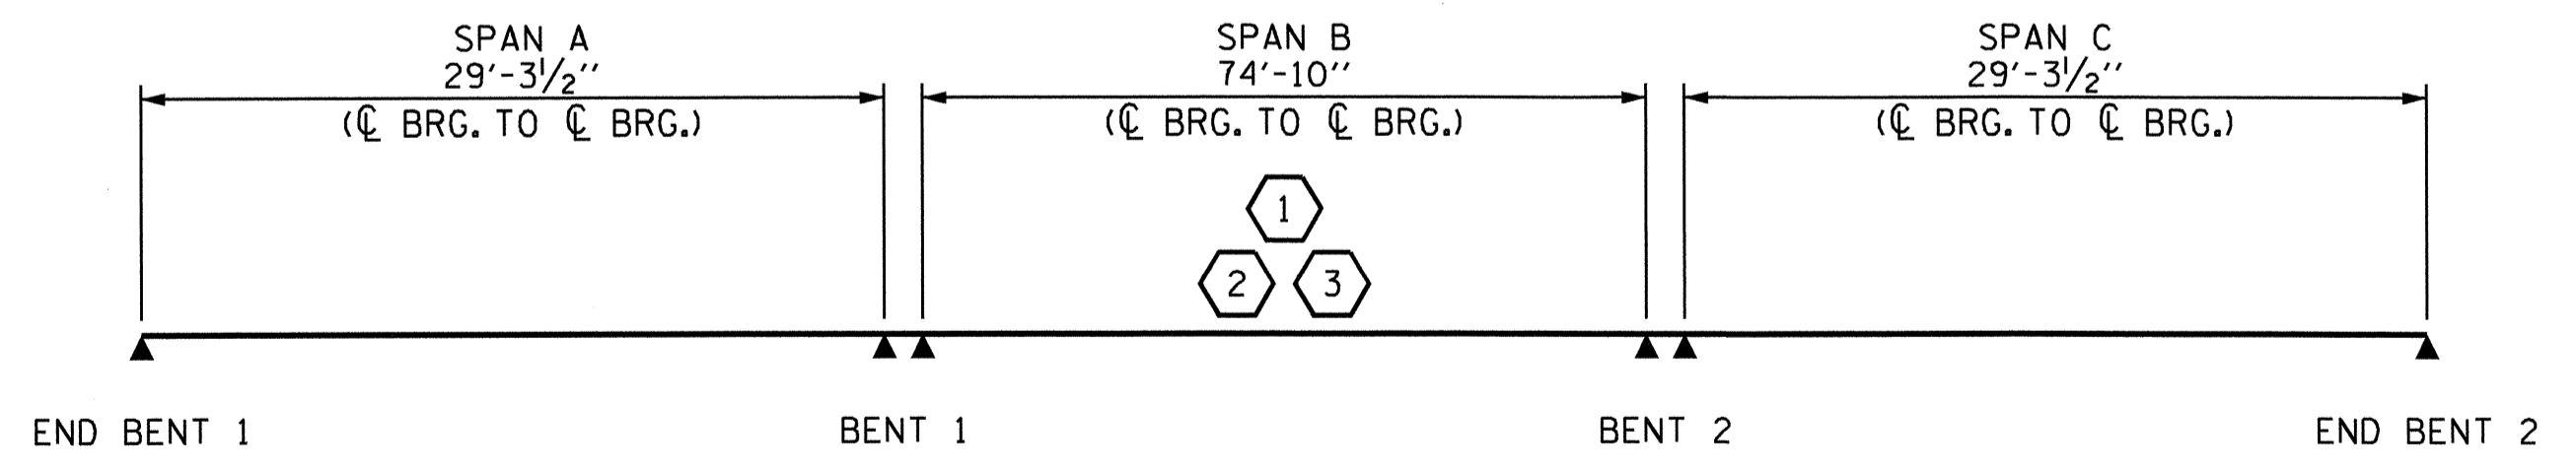 SPAN A
29'-3½"
(℄ BRG. TO ℄ BRG.)
SPAN B
74'-10"
(℄ BRG. TO ℄ BRG.)
SPAN C
29'-3½"
(℄ BRG. TO ℄ BRG.)
1
2 3
END BENT 1
BENT 1
BENT 2
END BENT 2